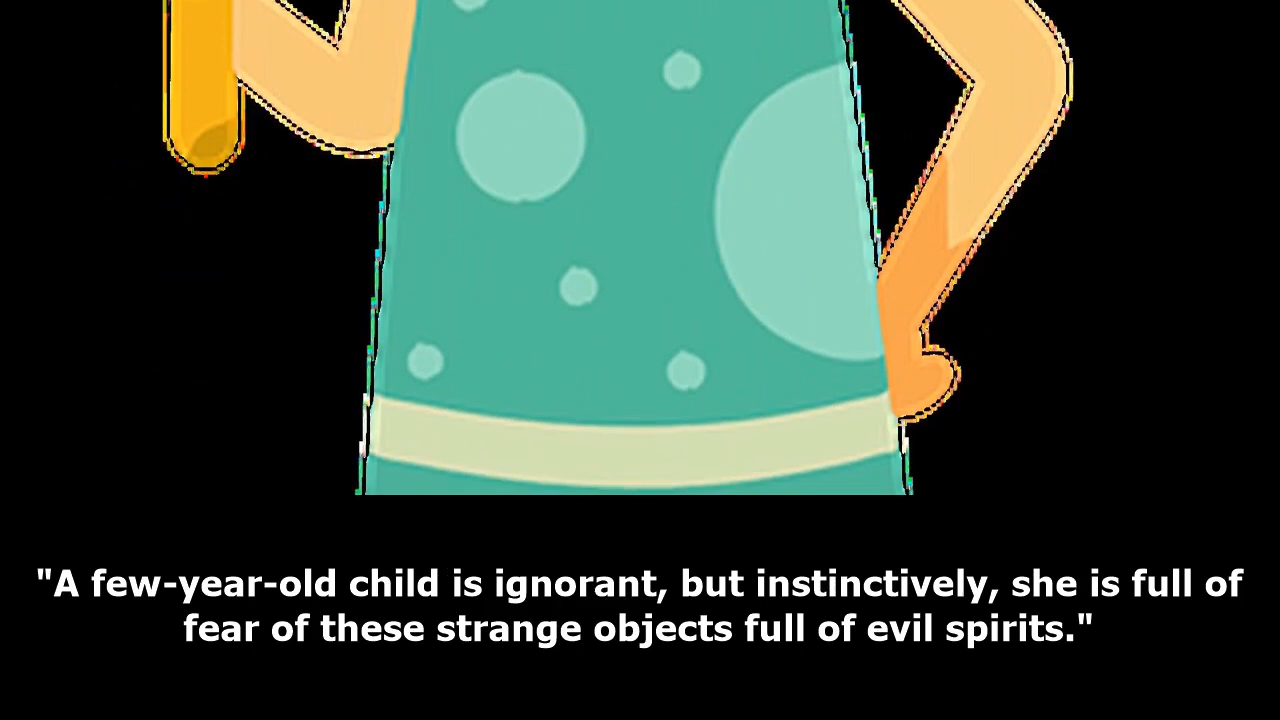 "A few-year-old child is ignorant, but instinctively, she is full of
fear of these strange objects full of evil spirits."